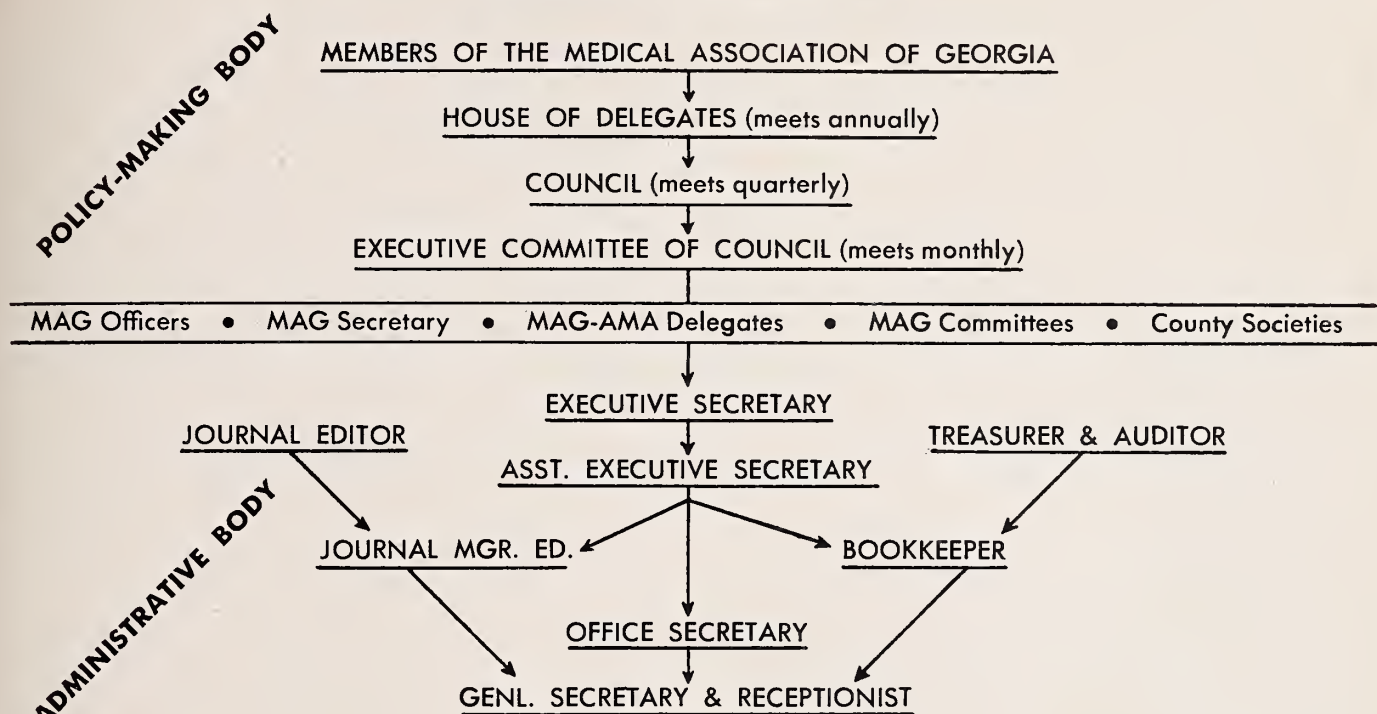 POLICY-MAKING BODY
MEMBERS OF THE MEDICAL ASSOCIATION OF GEORGIA
HOUSE OF DELEGATES (meets annually)
COUNCIL (meets quarterly)
EXECUTIVE COMMITTEE OF COUNCIL (meets monthly)
MAG Officers • MAG Secretary • MAG-AMA Delegates • MAG Committees • County Societies
EXECUTIVE SECRETARY
JOURNAL EDITOR
TREASURER & AUDITOR
ASST. EXECUTIVE SECRETARY
ADMINISTRATIVE BODY
JOURNAL MGR. ED.
BOOKKEEPER
OFFICE SECRETARY
GENL. SECRETARY & RECEPTIONIST